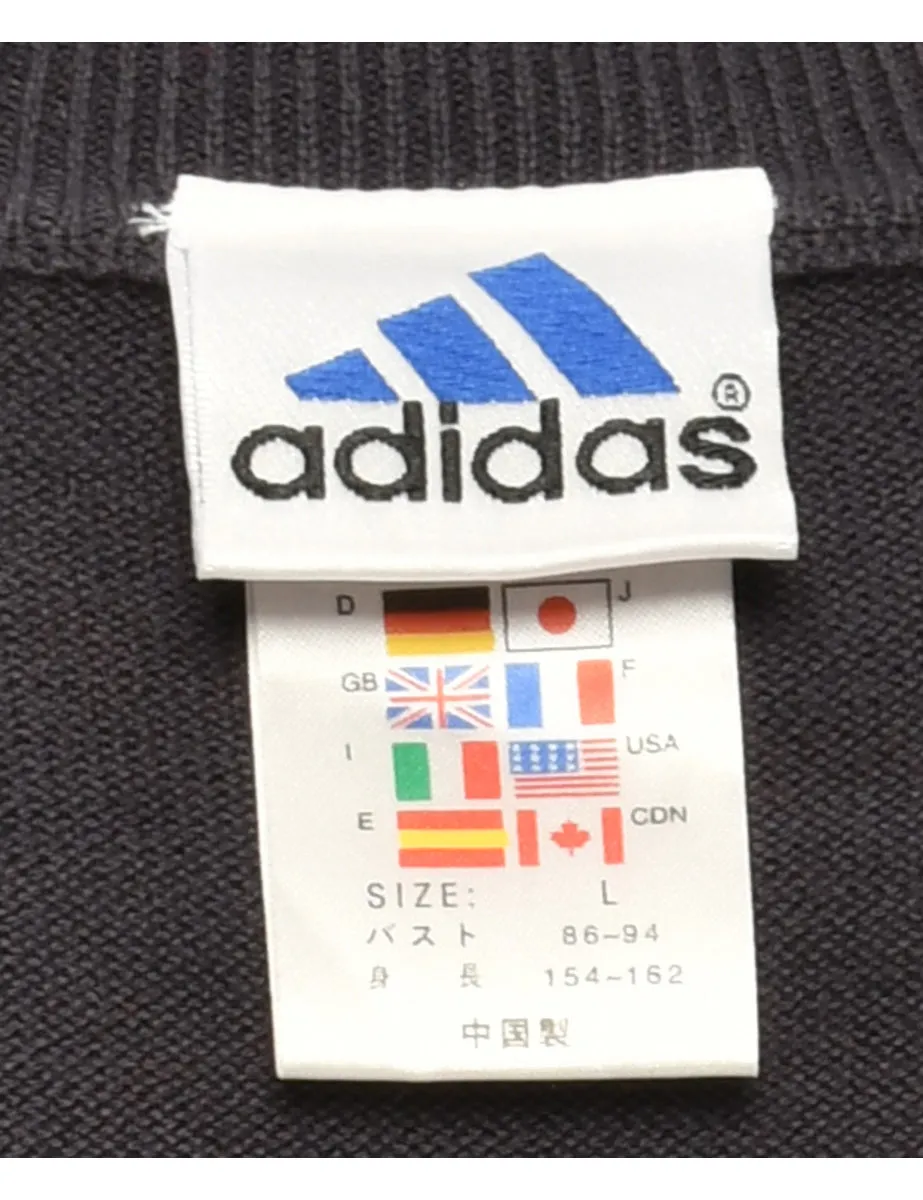 adidas®
D J
GB F
I USA
E CDN
SIZE: L
バスト 86-94
身長 154~162
中国製